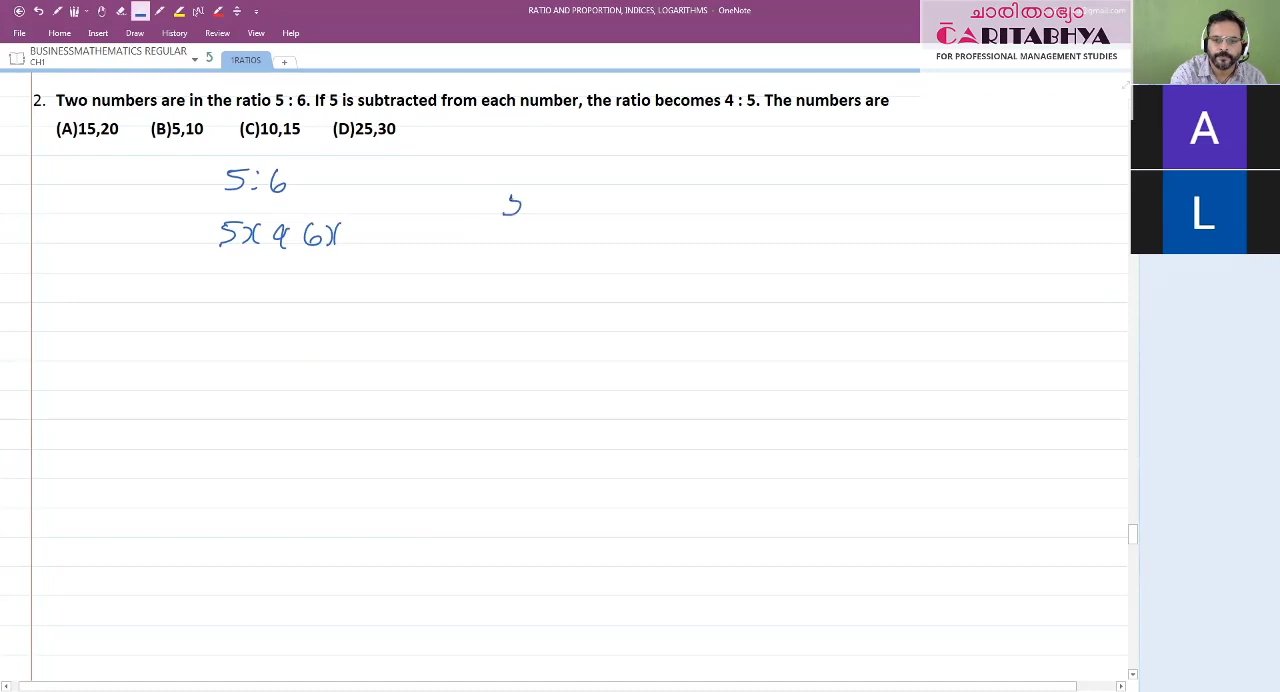 RATIO AND PROPORTION, INDICES, LOGARITHMS - OneNote
ചാരിതാഭ്യാ
@gmail.com
CARITABHYA
FOR PROFESSIONAL MANAGEMENT STUDIES
File Home Insert Draw History Review View Help
BUSINESSMATHEMATICS REGULAR
CH1
5
1RATIOS
2. Two numbers are in the ratio 5 : 6. If 5 is subtracted from each number, the ratio becomes 4 : 5. The numbers are
(A)15,20 (B)5,10 (C)10,15 (D)25,30
5:6
5x & 6x
A
L